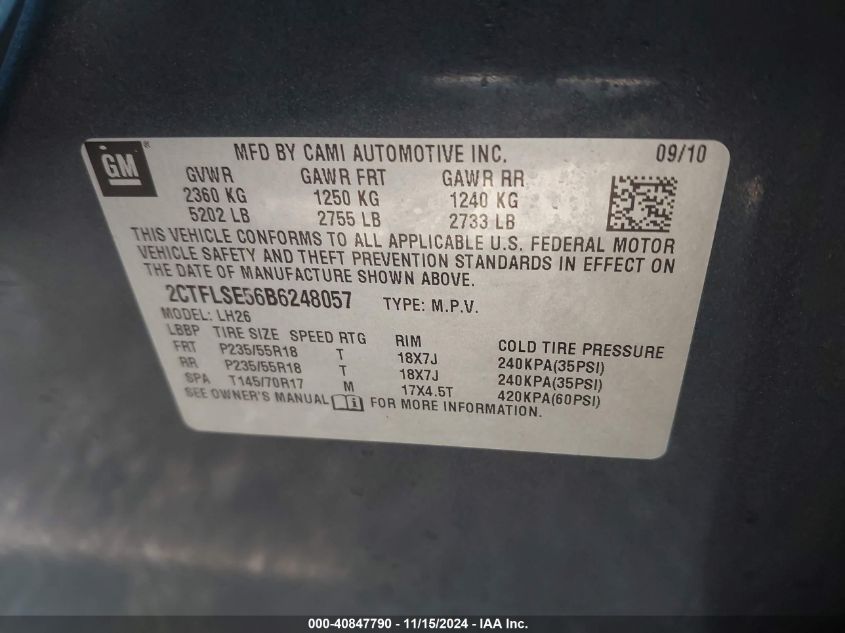 GM®
MFD BY CAMI AUTOMOTIVE INC. 09/10
GVWR GAWR FRT GAWR RR
2360 KG 1250 KG 1240 KG
5202 LB 2755 LB 2733 LB
THIS VEHICLE CONFORMS TO ALL APPLICABLE U.S. FEDERAL MOTOR
VEHICLE SAFETY AND THEFT PREVENTION STANDARDS IN EFFECT ON
THE DATE OF MANUFACTURE SHOWN ABOVE.
2CTFLSE56B6248057 TYPE: M.P.V.
MODEL: LH26
LBBP TIRE SIZE SPEED RTG RIM COLD TIRE PRESSURE
FRT P235/55R18 T 18X7J 240KPA(35PSI)
RR P235/55R18 T 18X7J 240KPA(35PSI)
SPA T145/70R17 M 17X4.5T 420KPA(60PSI)
SEE OWNER'S MANUAL i FOR MORE INFORMATION.
000-40847790 - 11/15/2024 - IAA Inc.